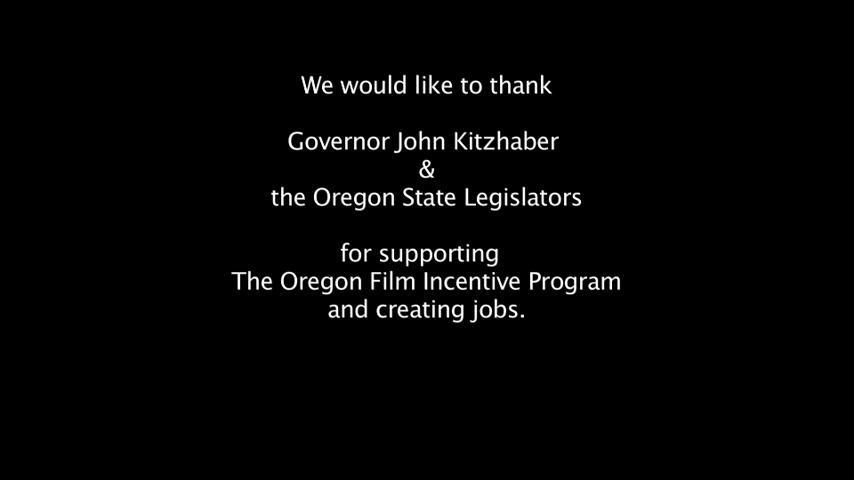 We would like to thank
Governor John Kitzhaber
&
the Oregon State Legislators
for supporting
The Oregon Film Incentive Program
and creating jobs.